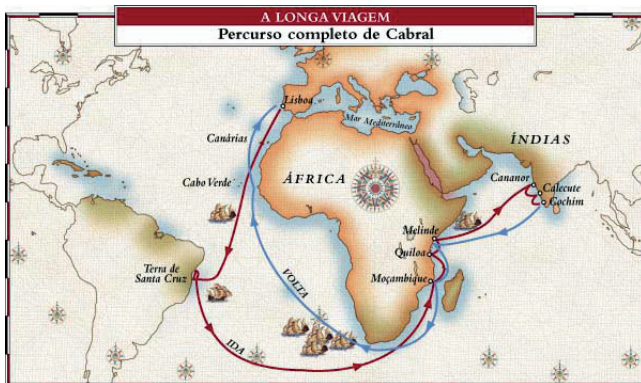 A LONGA VIAGEM
Percurso completo de Cabral
Lisboa
Mar Mediterrâneo
Canárias
ÍNDIAS
Cabo Verde
ÁFRICA
Cananor
Calecute
Cochim
Melinde
Quíloa
Terra de
Santa Cruz
Moçambique
VOLTA
IDA